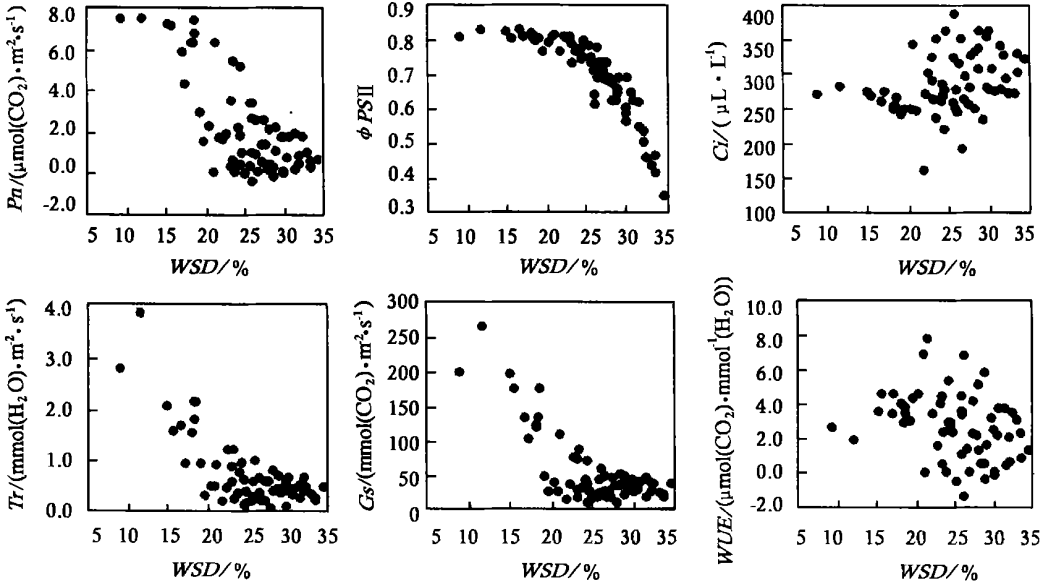 8.0
6.0
4.0
2.0
0.0
-2.0
Pn/(μmol(CO₂)·m⁻²·s⁻¹)
5 10 15 20 25 30 35
WSD/%
0.9
0.8
0.7
0.6
0.5
0.4
0.3
ϕPSⅡ
5 10 15 20 25 30 35
WSD/%
400
350
300
250
200
150
100
Ci/(μL·L⁻¹)
5 10 15 20 25 30 35
WSD/%
4.0
3.0
2.0
1.0
0.0
Tr/(mmol(H₂O)·m⁻²·s⁻¹)
5 10 15 20 25 30 35
WSD/%
300
250
200
150
100
50
0
Gs/(mmol(CO₂)·m⁻²·s⁻¹)
5 10 15 20 25 30 35
WSD/%
10.0
8.0
6.0
4.0
2.0
0.0
-2.0
WUE/(μmol(CO₂)·mmol¹(H₂O))
5 10 15 20 25 30 35
WSD/%